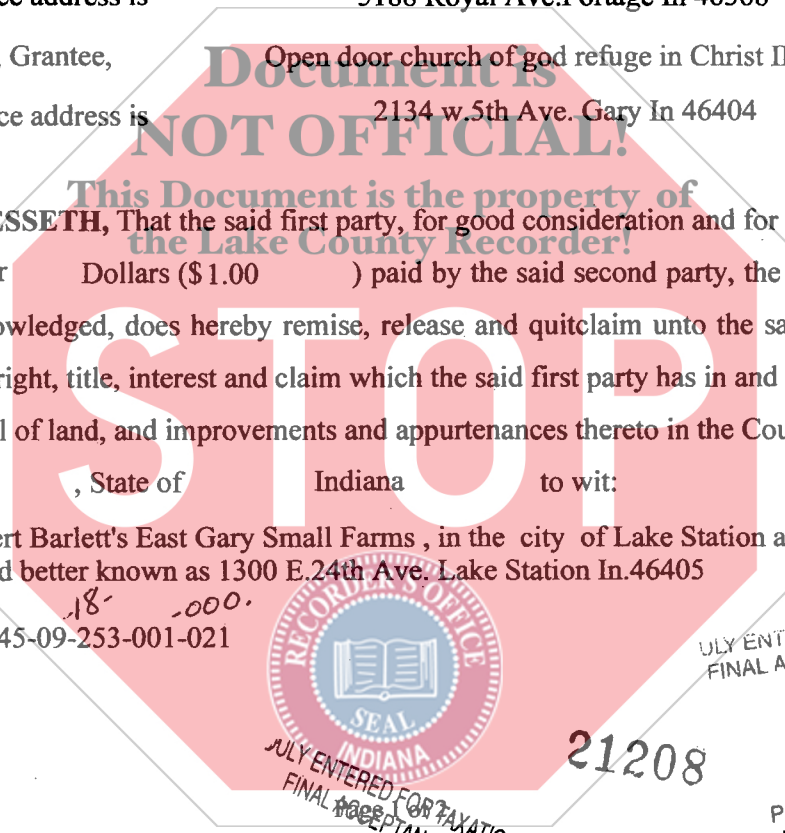 ce address is 5188 Royal Ave.Portage In 46368
, Grantee, Open door church of god refuge in Christ
Document is
ce address is 2134 w.5th Ave. Gary In 46404
NOT OFFICIAL!
This Document is the property of
ESSETH, That the said first party, for good consideration and for
the Lake County Recorder!
r Dollars ($1.00 ) paid by the said second party, the
owledged, does hereby remise, release and quitclaim unto the sa
right, title, interest and claim which the said first party has in and
l of land, and improvements and appurtenances thereto in the Cou
STOP
, State of Indiana to wit:
ert Barlett's East Gary Small Farms , in the city of Lake Station a
d better known as 1300 E.24th Ave. Lake Station In.46405
18- -000.
45-09-253-001-021
RECORDER'S OFFICE
SEAL
INDIANA
ULY ENT
FINAL A
21208
ULY ENTERED FOR TAXATIO
FINAL ACCEPTAN
Page 1 of 2
P